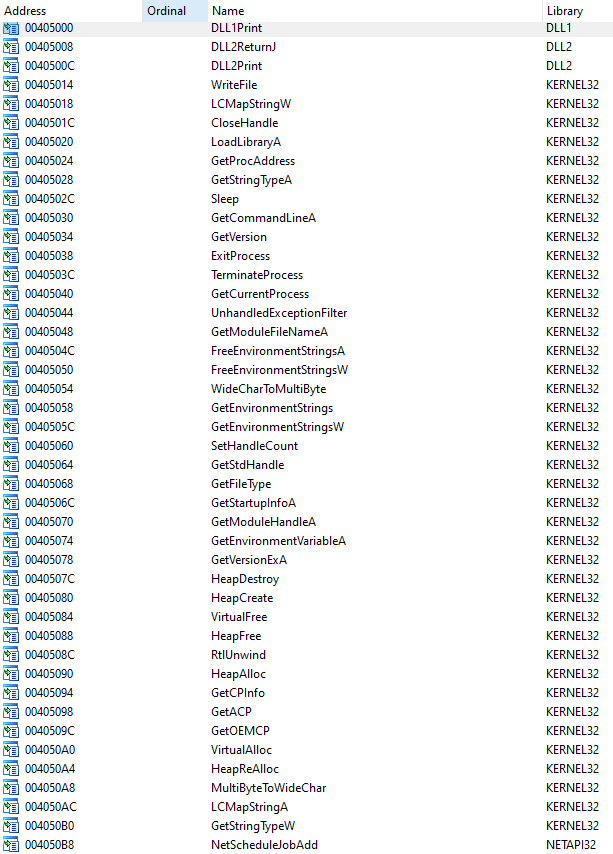 Address Ordinal Name Library
00405000 DLL1Print DLL1
00405008 DLL2ReturnJ DLL2
0040500C DLL2Print DLL2
00405014 WriteFile KERNEL32
00405018 LCMapStringW KERNEL32
0040501C CloseHandle KERNEL32
00405020 LoadLibraryA KERNEL32
00405024 GetProcAddress KERNEL32
00405028 GetStringTypeA KERNEL32
0040502C Sleep KERNEL32
00405030 GetCommandLineA KERNEL32
00405034 GetVersion KERNEL32
00405038 ExitProcess KERNEL32
0040503C TerminateProcess KERNEL32
00405040 GetCurrentProcess KERNEL32
00405044 UnhandledExceptionFilter KERNEL32
00405048 GetModuleFileNameA KERNEL32
0040504C FreeEnvironmentStringsA KERNEL32
00405050 FreeEnvironmentStringsW KERNEL32
00405054 WideCharToMultiByte KERNEL32
00405058 GetEnvironmentStrings KERNEL32
0040505C GetEnvironmentStringsW KERNEL32
00405060 SetHandleCount KERNEL32
00405064 GetStdHandle KERNEL32
00405068 GetFileType KERNEL32
0040506C GetStartupInfoA KERNEL32
00405070 GetModuleHandleA KERNEL32
00405074 GetEnvironmentVariableA KERNEL32
00405078 GetVersionExA KERNEL32
0040507C HeapDestroy KERNEL32
00405080 HeapCreate KERNEL32
00405084 VirtualFree KERNEL32
00405088 HeapFree KERNEL32
0040508C RtlUnwind KERNEL32
00405090 HeapAlloc KERNEL32
00405094 GetCPInfo KERNEL32
00405098 GetACP KERNEL32
0040509C GetOEMCP KERNEL32
004050A0 VirtualAlloc KERNEL32
004050A4 HeapReAlloc KERNEL32
004050A8 MultiByteToWideChar KERNEL32
004050AC LCMapStringA KERNEL32
004050B0 GetStringTypeW KERNEL32
004050B8 NetScheduleJobAdd NETAPI32